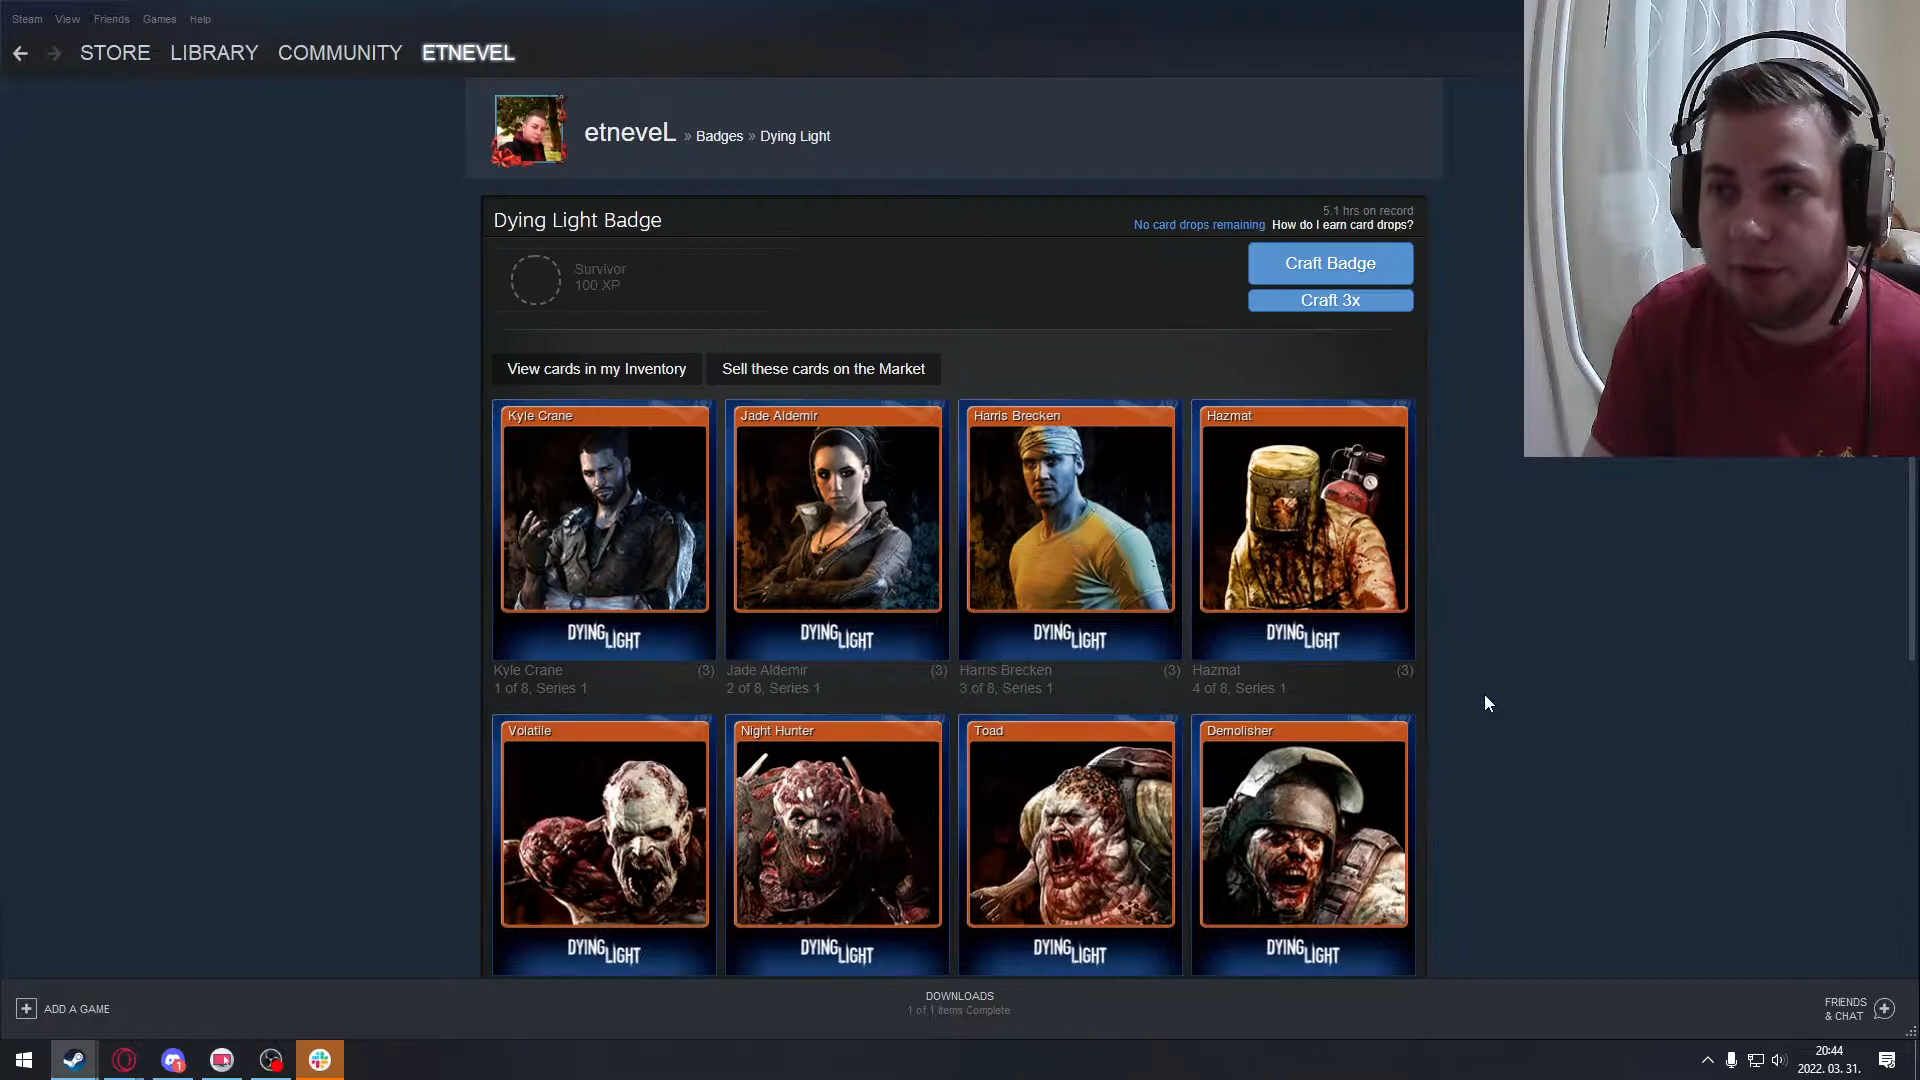 Steam View Friends Games Help
STORE LIBRARY COMMUNITY ETNEVEL
etneveL » Badges » Dying Light
Dying Light Badge
5.1 hrs on record
No card drops remaining How do I earn card drops?
Survivor
100 XP
Craft Badge
Craft 3x
View cards in my Inventory
Sell these cards on the Market
Kyle Crane
Jade Aldemir
Harris Brecken
Hazmat
DYING LIGHT
DYING LIGHT
DYING LIGHT
DYING LIGHT
Kyle Crane (3)
1 of 8, Series 1
Jade Aldemir (3)
2 of 8, Series 1
Harris Brecken (3)
3 of 8, Series 1
Hazmat (3)
4 of 8, Series 1
Volatile
Night Hunter
Toad
Demolisher
DYING LIGHT
DYING LIGHT
DYING LIGHT
DYING LIGHT
ADD A GAME
DOWNLOADS
1 of 1 Items Complete
FRIENDS
& CHAT
1
20:44
2022. 03. 31.